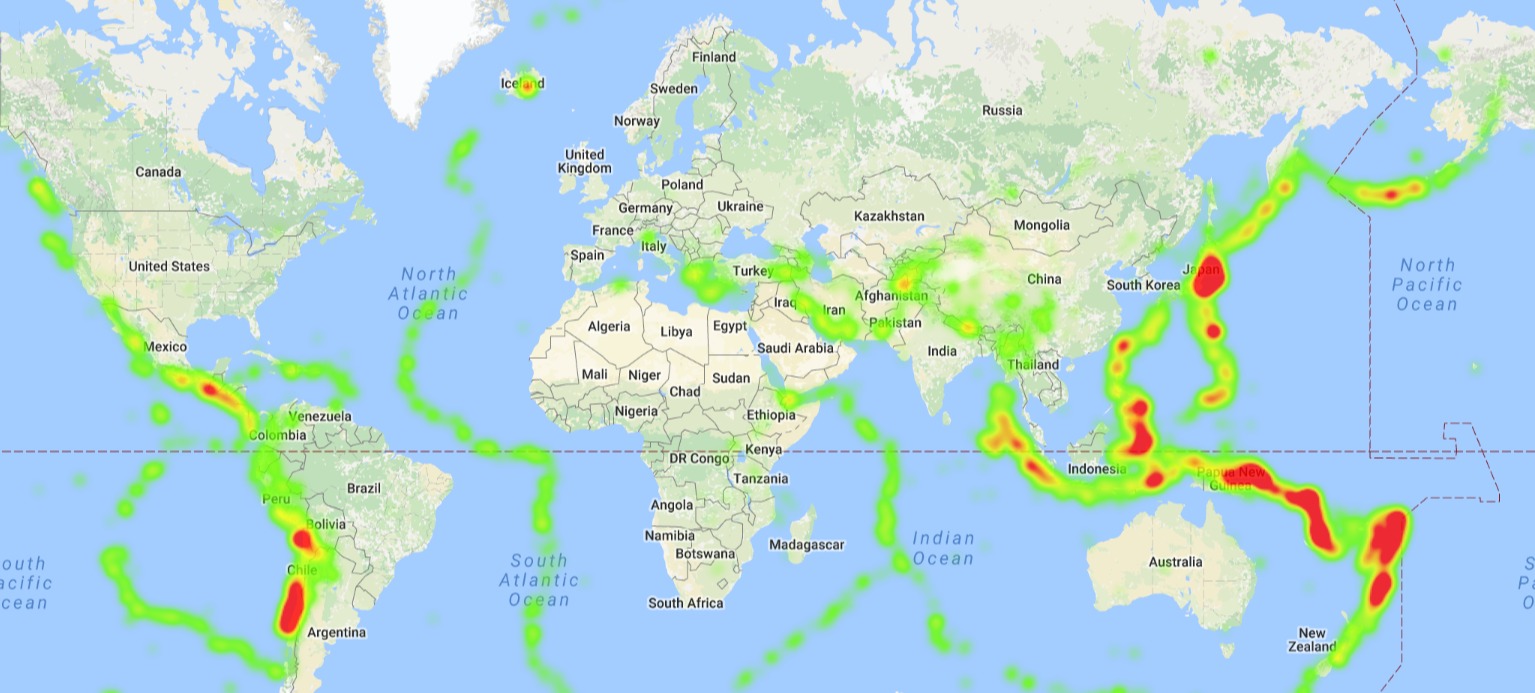 Finland
Iceland
Sweden
Russia
Norway
United
Kingdom
Canada
Poland
Germany
Ukraine
Kazakhstan
Mongolia
France
Italy
Spain
United States
North
Atlantic
Ocean
Turkey
Japan
China
South Korea
North
Pacific
Ocean
Afghanistan
Iraq
Iran
Algeria
Libya
Egypt
Pakistan
Mexico
Saudi Arabia
India
Thailand
Mali
Niger
Chad
Sudan
Venezuela
Nigeria
Ethiopia
Colombia
Kenya
DR Congo
Indonesia
Papua New
Guinea
Tanzania
Peru
Brazil
Angola
Bolivia
Namibia
Botswana
Madagascar
Indian
Ocean
Australia
outh
acific
cean
Chile
South
Atlantic
Ocean
S
Pa
O
South Africa
Argentina
New
Zealand